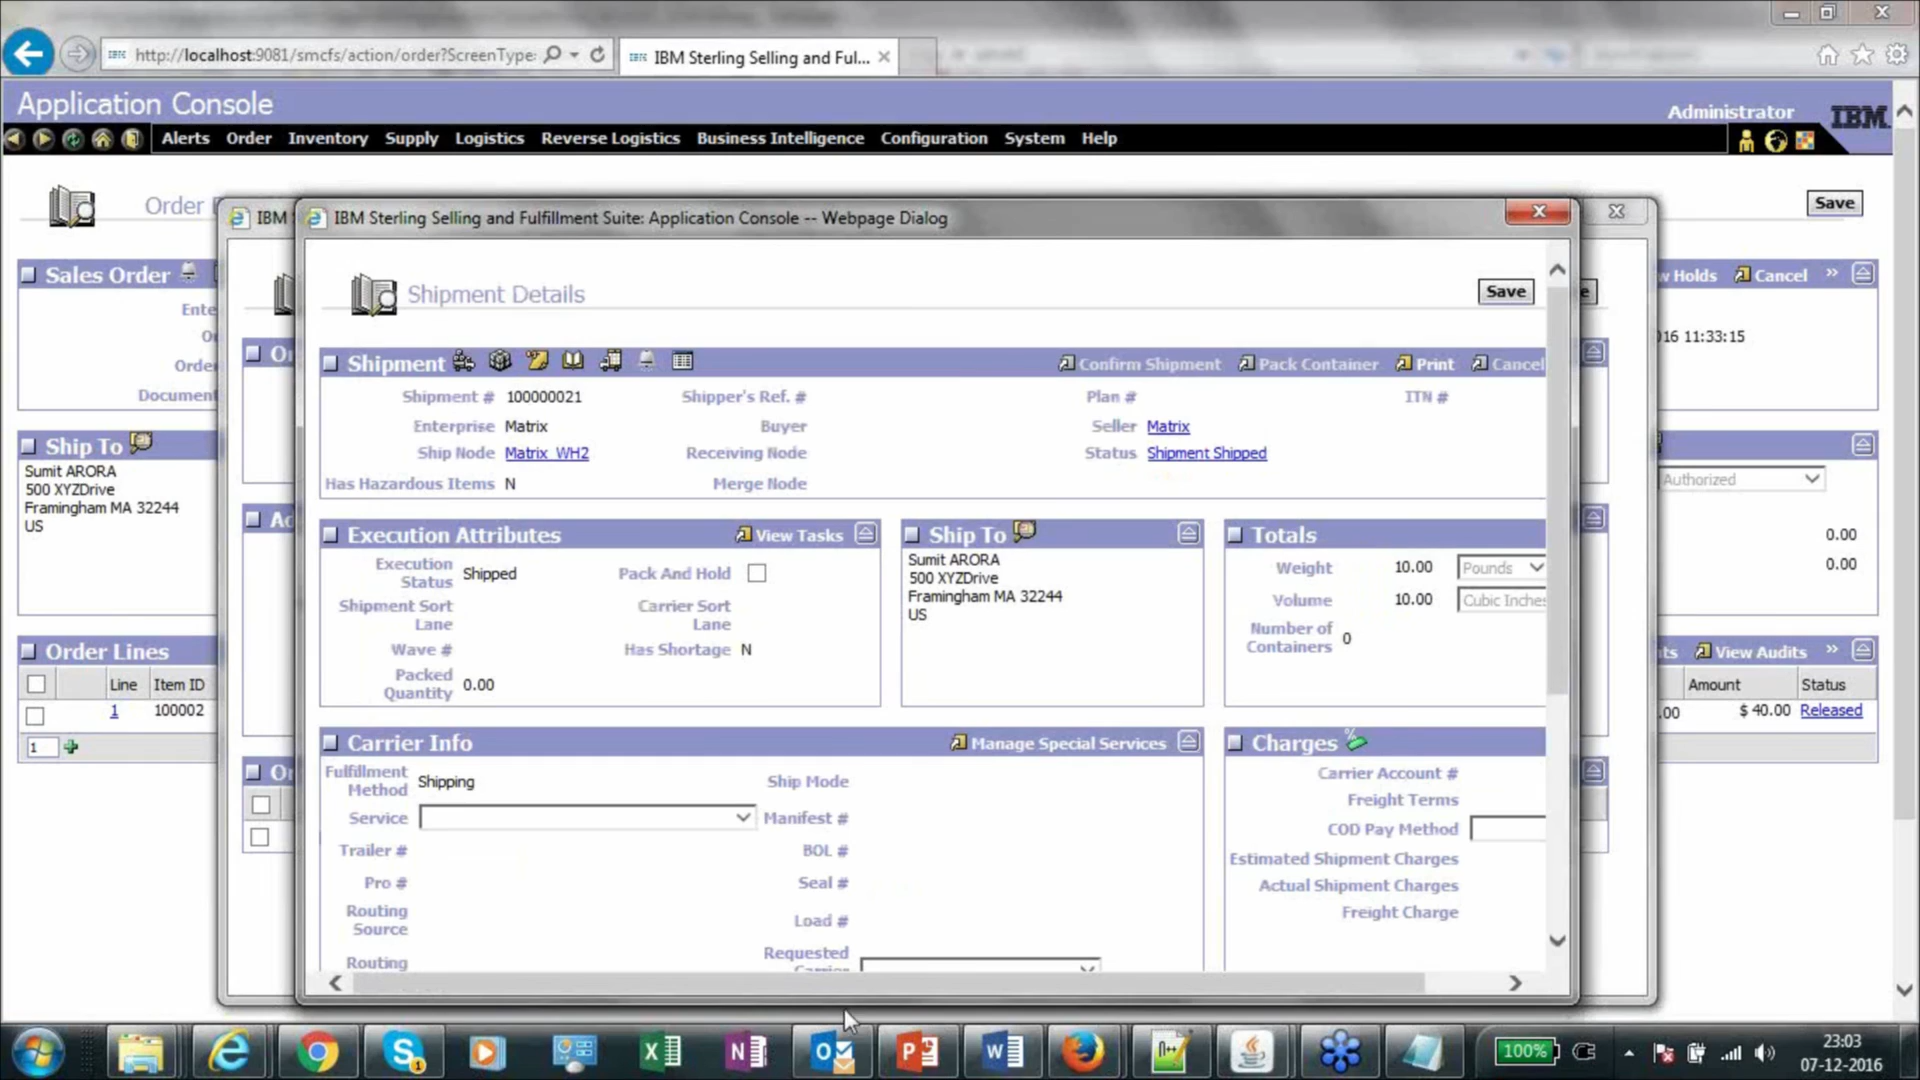 http://localhost:9081/smcfs/action/order?ScreenType:
IBM Sterling Selling and Ful...
Application Console
Administrator
IBM
Alerts Order Inventory Supply Logistics Reverse Logistics Business Intelligence Configuration System Help
Order
Save
IBM
IBM Sterling Selling and Fulfillment Suite: Application Console -- Webpage Dialog
Shipment Details
Save
Sales Order
Holds Cancel
Ente
Orde
Document
16 11:33:15
Shipment
Confirm Shipment Pack Container Print Cancel
Shipment # 100000021 Shipper's Ref. # Plan # ITN #
Enterprise Matrix Buyer Seller Matrix
Ship Node Matrix_WH2 Receiving Node Status Shipment Shipped
Has Hazardous Items N Merge Node
Ship To
Sumit ARORA
500 XYZDrive
Framingham MA 32244
US
Authorized
0.00
0.00
Execution Attributes View Tasks
Execution Status Shipped Pack And Hold
Shipment Sort Lane Carrier Sort Lane
Wave # Has Shortage N
Packed Quantity 0.00
Ship To
Sumit ARORA
500 XYZDrive
Framingham MA 32244
US
Totals
Weight 10.00 Pounds
Volume 10.00 Cubic Inches
Number of Containers 0
Order Lines
View Audits
Line Item ID
Amount Status
1 100002
.00 $ 40.00 Released
1
Carrier Info Manage Special Services
Fulfillment Method Shipping Ship Mode
Service Manifest #
Trailer # BOL #
Pro # Seal #
Routing Source Load #
Routing Requested
Charges
Carrier Account #
Freight Terms
COD Pay Method
Estimated Shipment Charges
Actual Shipment Charges
Freight Charge
100%
23:03
07-12-2016